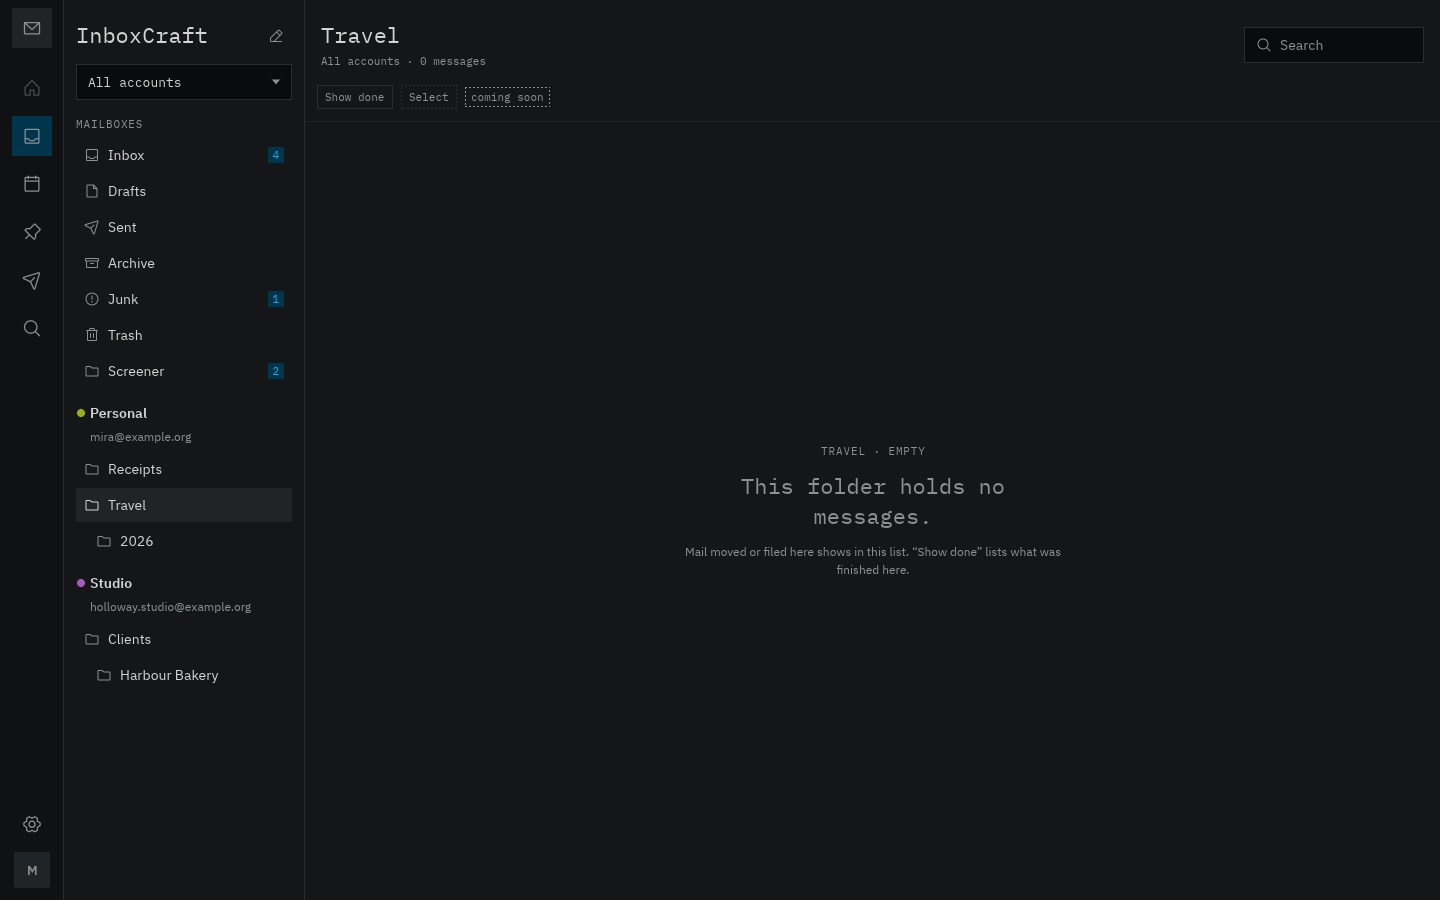 InboxCraft
All accounts
MAILBOXES
Inbox 4
Drafts
Sent
Archive
Junk 1
Trash
Screener 2
Personal
mira@example.org
Receipts
Travel
2026
Studio
holloway.studio@example.org
Clients
Harbour Bakery
M
Travel
All accounts · 0 messages
Search
Show done Select coming soon
TRAVEL · EMPTY
This folder holds no
messages.
Mail moved or filed here shows in this list. “Show done” lists what was
finished here.